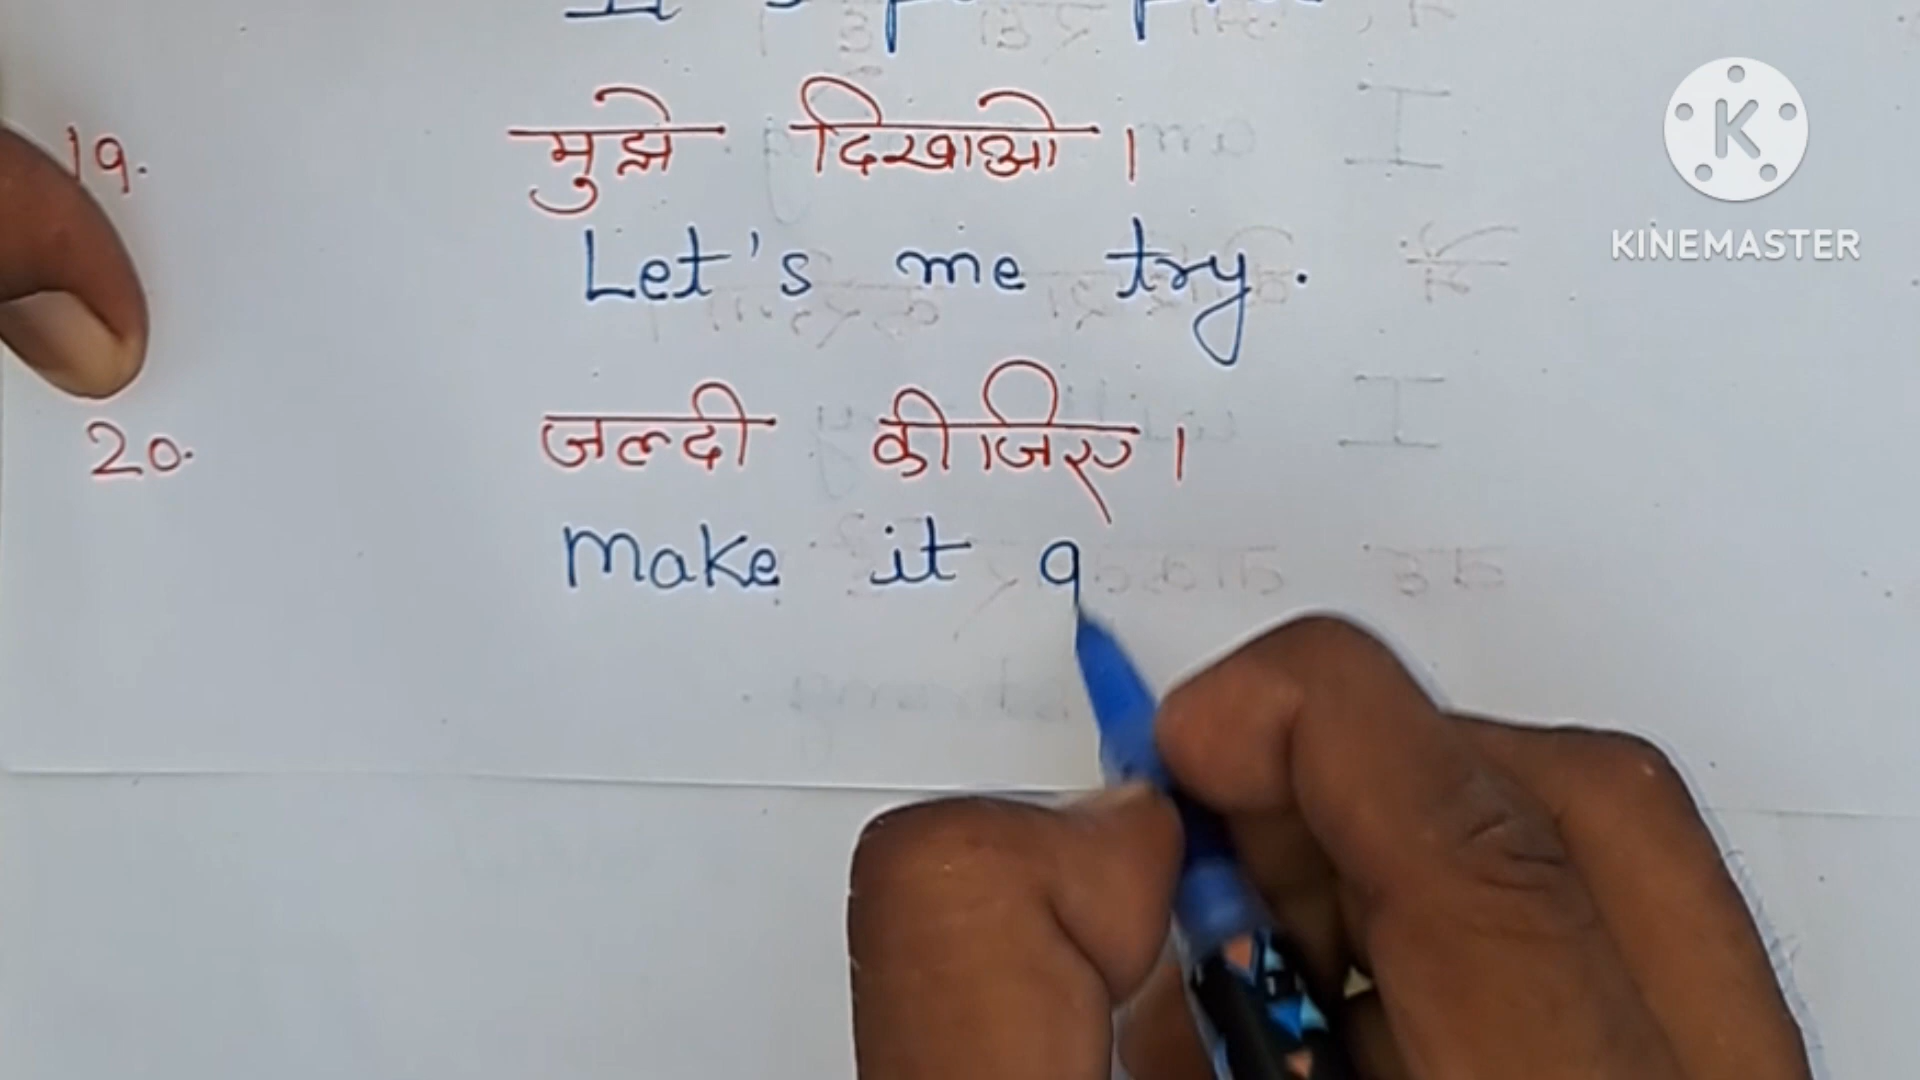 19. मुझे दिखाओ ।
Let's me try.
20. जल्दी कीजिए ।
Make it q
KINEMASTER